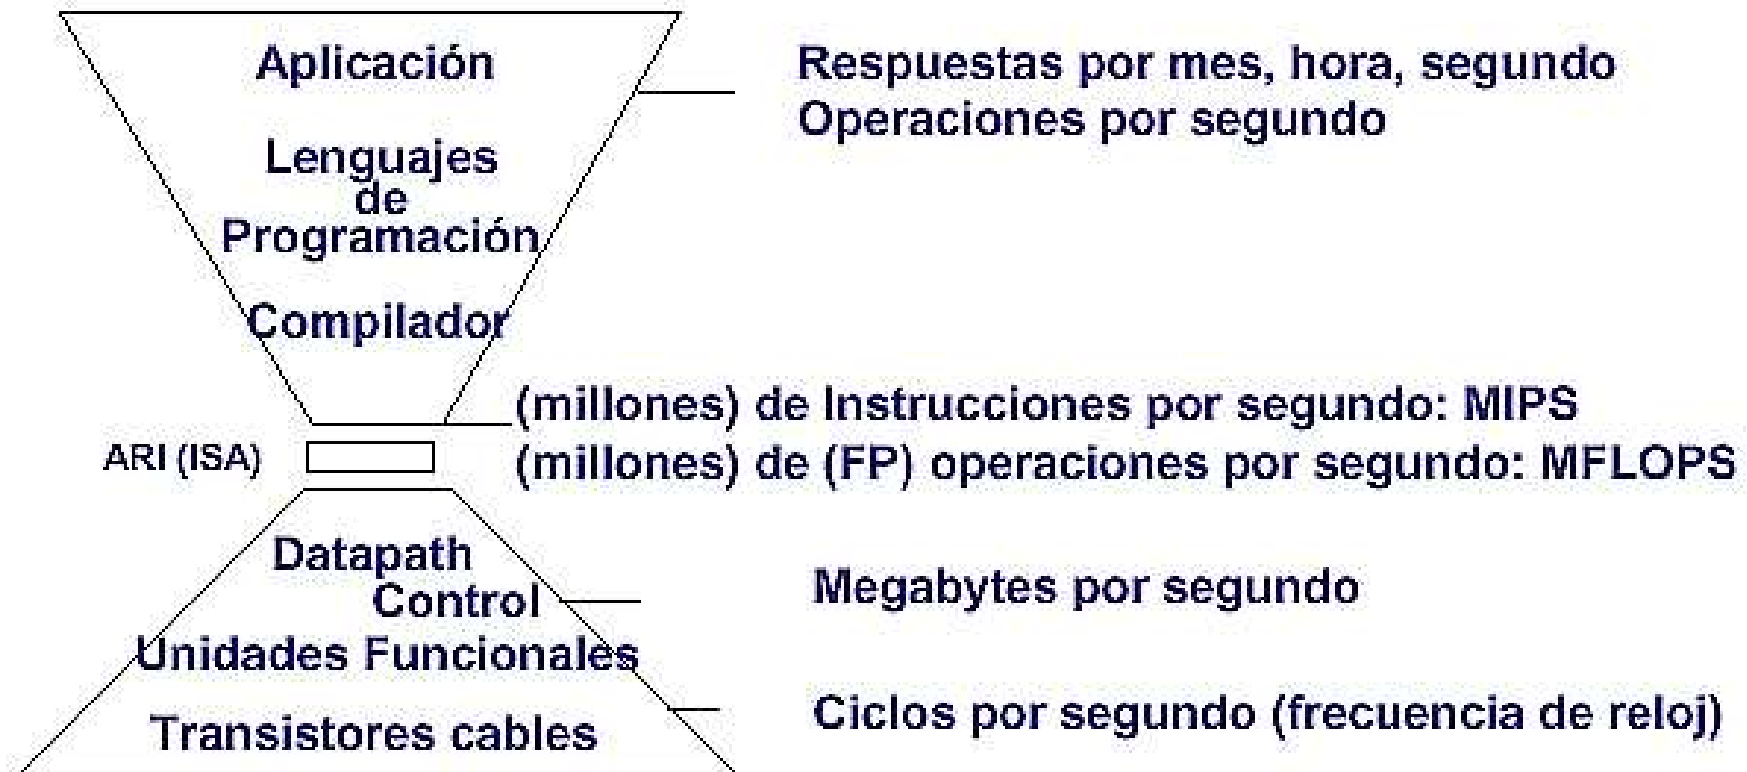 Aplicación
Respuestas por mes, hora, segundo
Operaciones por segundo
Lenguajes
de
Programación
Compilador
(millones) de Instrucciones por segundo: MIPS
ARI (ISA)
(millones) de (FP) operaciones por segundo: MFLOPS
Datapath
Control
Megabytes por segundo
Unidades Funcionales
Transistores cables
Ciclos por segundo (frecuencia de reloj)